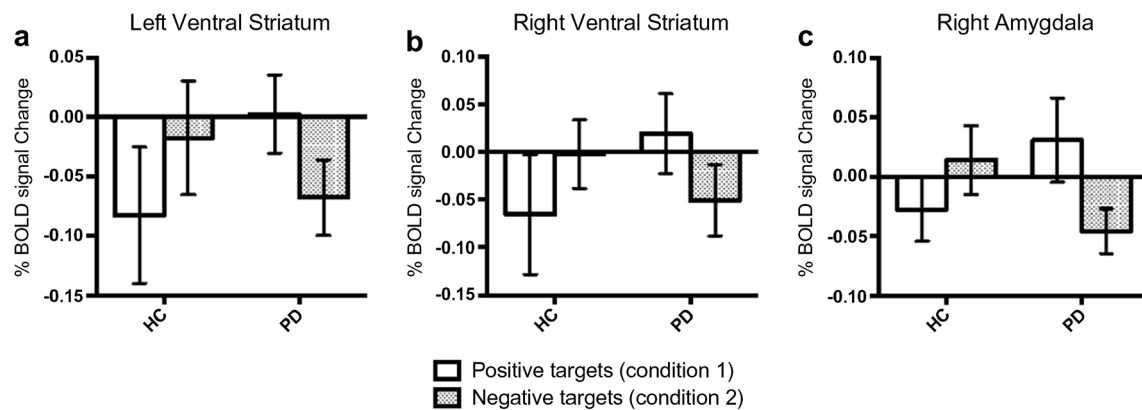 a
Left Ventral Striatum
% BOLD signal Change
0.05
0.00
-0.05
-0.10
-0.15
HC
PD
b
Right Ventral Striatum
% BOLD signal Change
0.10
0.05
0.00
-0.05
-0.10
-0.15
HC
PD
c
Right Amygdala
% BOLD signal Change
0.10
0.05
0.00
-0.05
-0.10
HC
PD
Positive targets (condition 1)
Negative targets (condition 2)